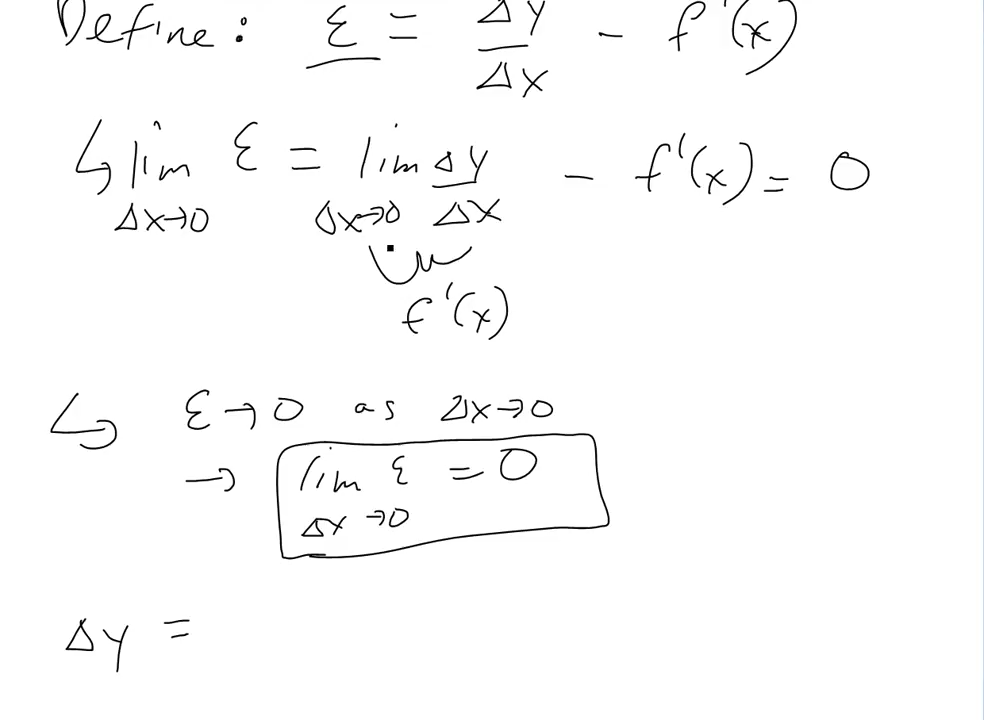 Define: ε = Δy/Δx - f'(x)
↳ lim Δx→0 ε = lim Δx→0 Δy/Δx - f'(x) = 0
f'(x)
↳ ε→0 as Δx→0
→ lim Δx→0 ε = 0
Δy =